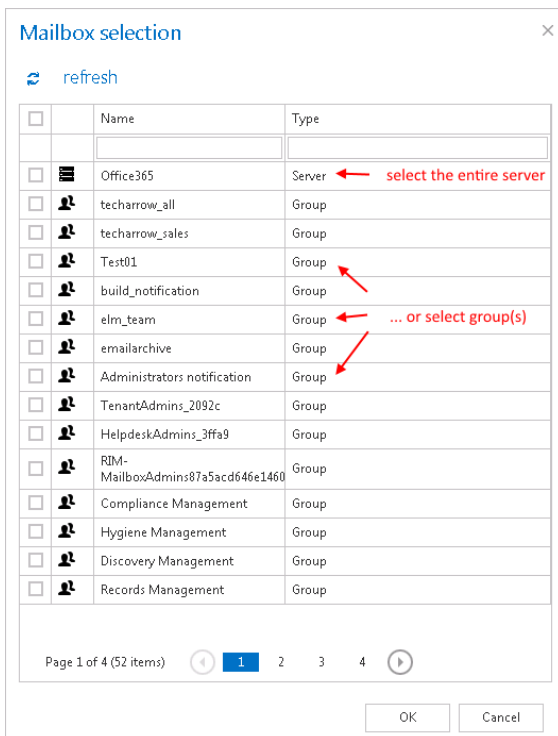 Mailbox selection
refresh
Name Type
Office365 Server select the entire server
techarrow_all Group
techarrow_sales Group
Test01 Group
build_notification Group
elm_team Group ... or select group(s)
emailarchive Group
Administrators notification Group
TenantAdmins_2092c Group
HelpdeskAdmins_3ffa9 Group
RIM-
MailboxAdmins87a5acd646e1460 Group
Compliance Management Group
Hygiene Management Group
Discovery Management Group
Records Management Group
Page 1 of 4 (52 items) 1 2 3 4
OK Cancel